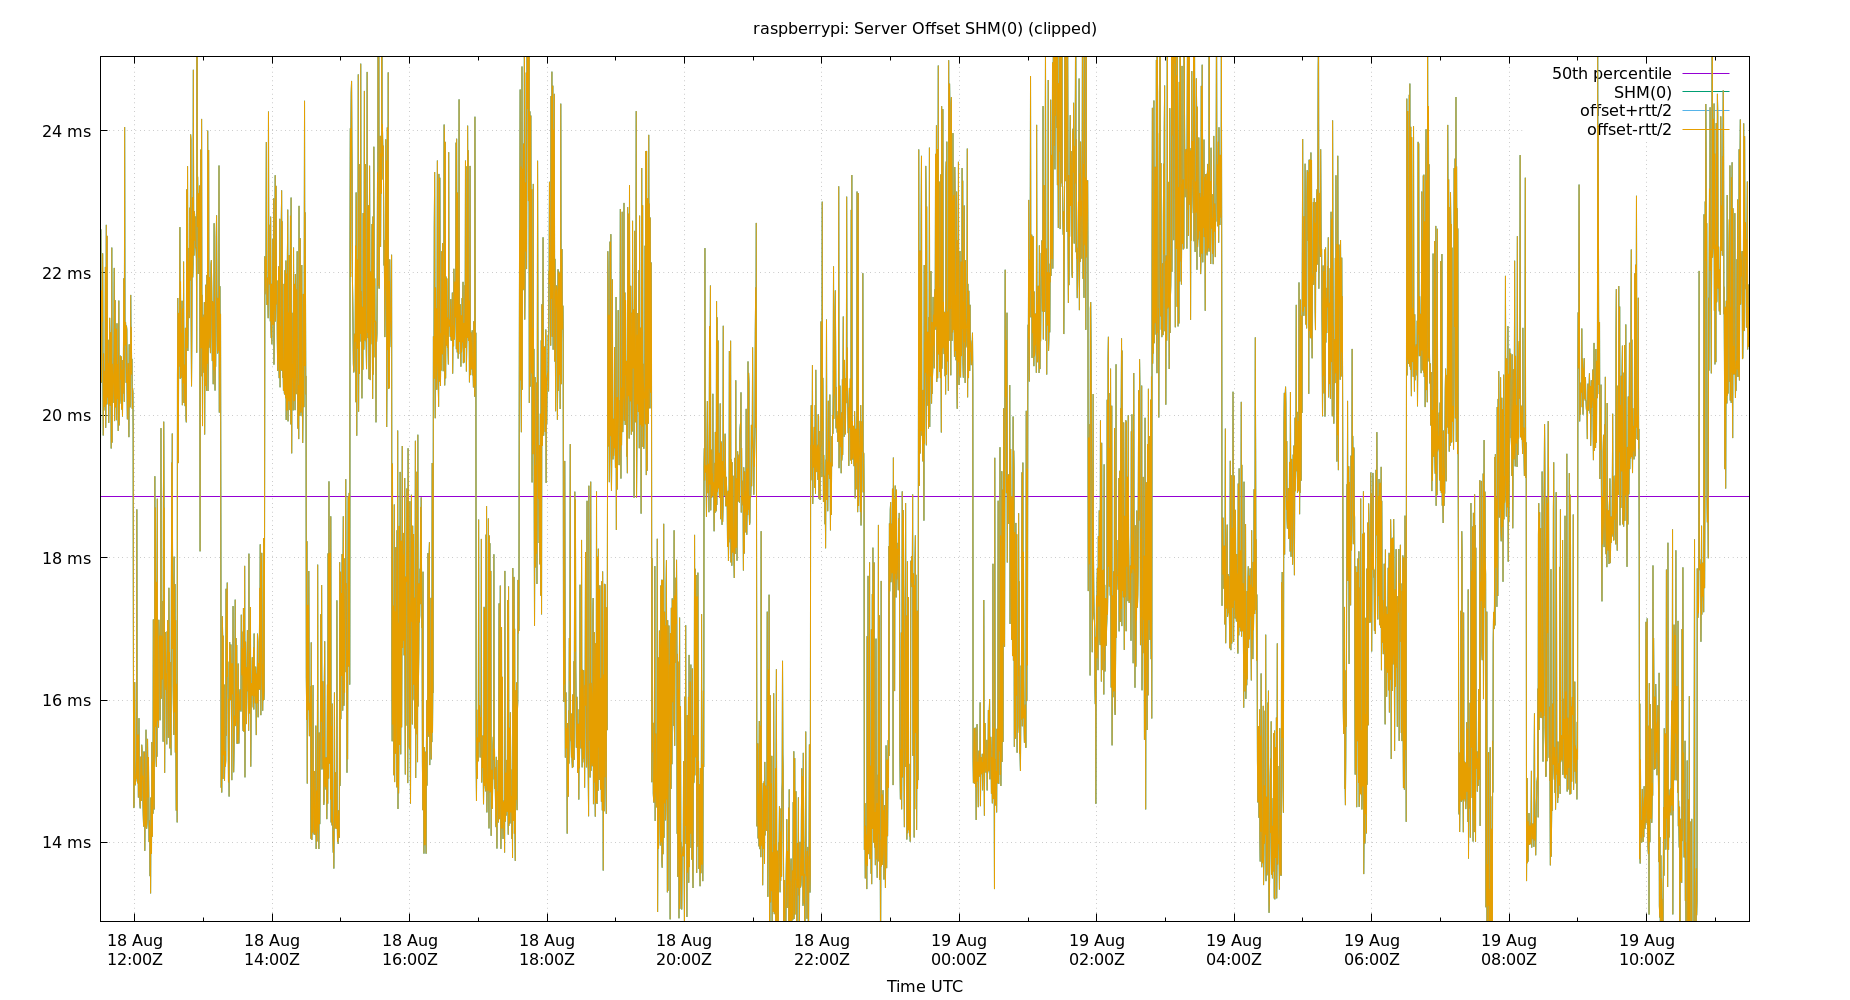 raspberrypi: Server Offset SHM(0) (clipped)
50th percentile
SHM(0)
offset+rtt/2
offset-rtt/2
24 ms
22 ms
20 ms
18 ms
16 ms
14 ms
18 Aug 18 Aug 18 Aug 18 Aug 18 Aug 18 Aug 19 Aug 19 Aug 19 Aug 19 Aug 19 Aug 19 Aug
12:00Z 14:00Z 16:00Z 18:00Z 20:00Z 22:00Z 00:00Z 02:00Z 04:00Z 06:00Z 08:00Z 10:00Z
Time UTC